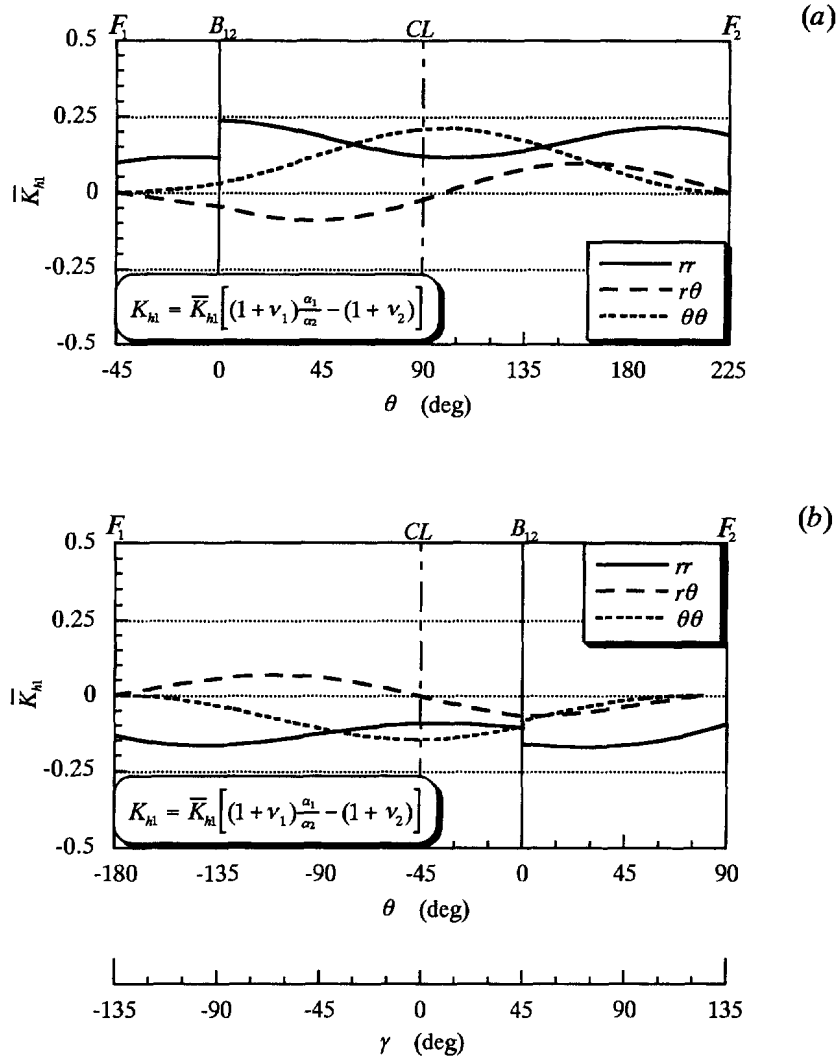 (a)
F₁ B₁₂ CL F₂
0.5
0.25
0
-0.25
-0.5
K̅ₕ₁
rr
rθ
θθ
Kₕ₁ = K̅ₕ₁[(1+ν₁)α₁/α₂ −(1+ν₂)]
-45 0 45 90 135 180 225
θ (deg)
(b)
F₁ CL B₁₂ F₂
0.5
0.25
0
-0.25
-0.5
K̅ₕ₁
rr
rθ
θθ
Kₕ₁ = K̅ₕ₁[(1+ν₁)α₁/α₂ −(1+ν₂)]
-180 -135 -90 -45 0 45 90
θ (deg)
-135 -90 -45 0 45 90 135
γ (deg)